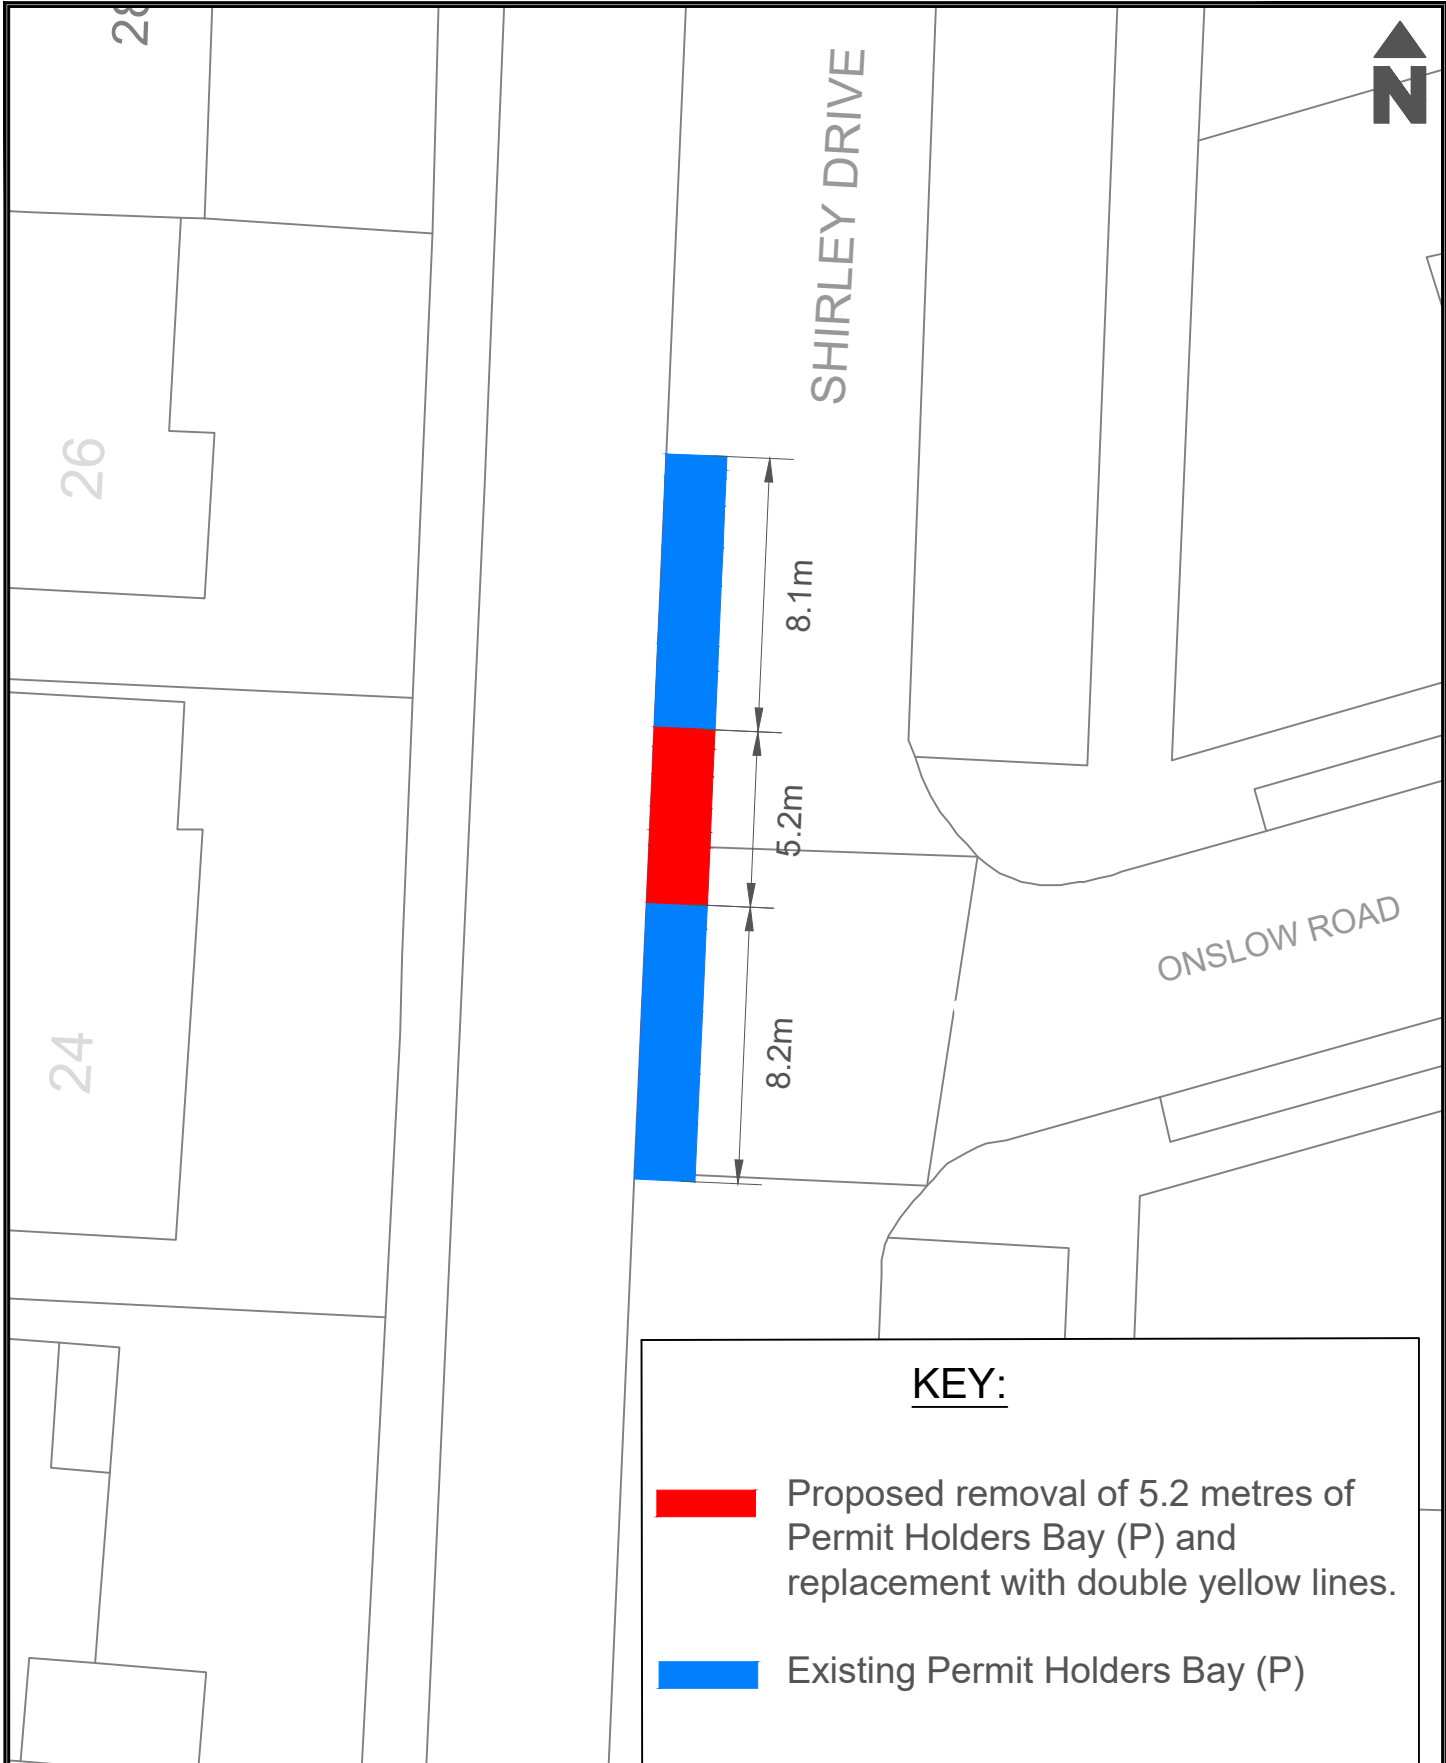 28
N
SHIRLEY DRIVE
26
8.1m
5.2m
ONSLOW ROAD
24
8.2m
KEY:
Proposed removal of 5.2 metres of
Permit Holders Bay (P) and
replacement with double yellow lines.
Existing Permit Holders Bay (P)